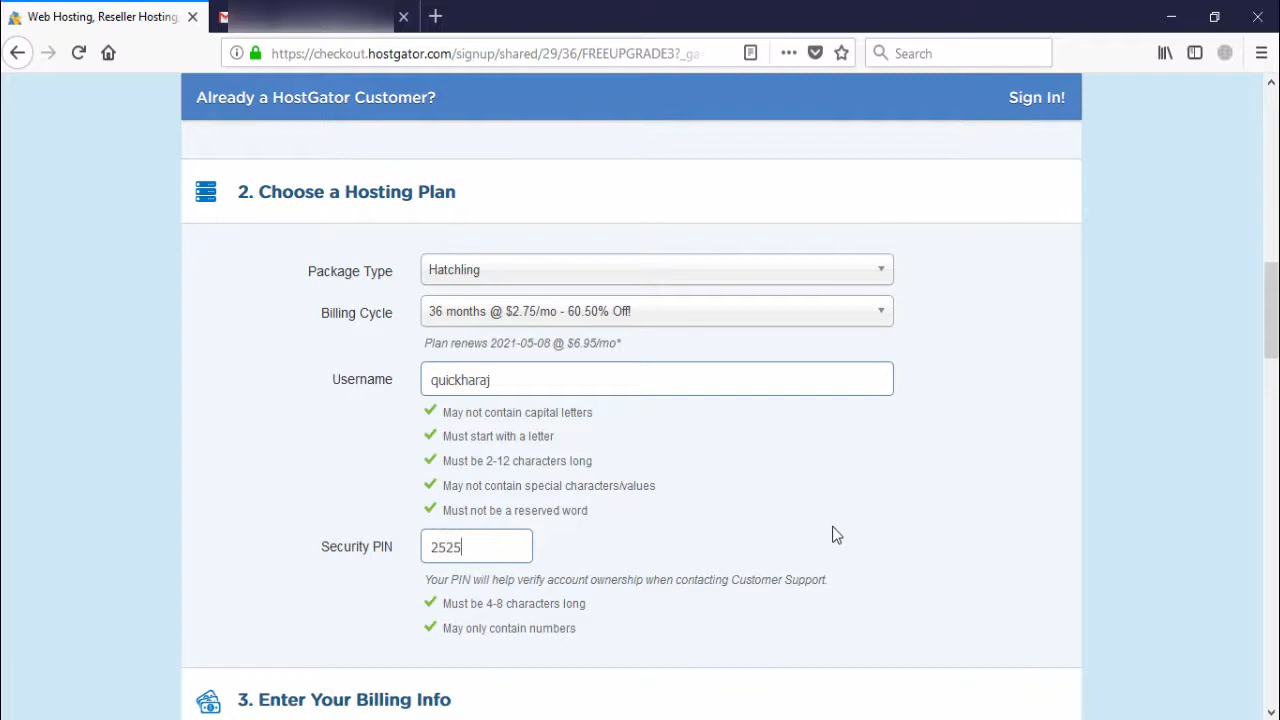 Web Hosting, Reseller Hosting,
https://checkout.hostgator.com/signup/shared/29/36/FREEUPGRADE3?_ga
Search
Already a HostGator Customer?
Sign In!
2. Choose a Hosting Plan
Package Type
Hatchling
Billing Cycle
36 months @ $2.75/mo - 60.50% Off!
Plan renews 2021-05-08 @ $6.95/mo*
Username
quickharaj
May not contain capital letters
Must start with a letter
Must be 2-12 characters long
May not contain special characters/values
Must not be a reserved word
Security PIN
2525
Your PIN will help verify account ownership when contacting Customer Support.
Must be 4-8 characters long
May only contain numbers
3. Enter Your Billing Info